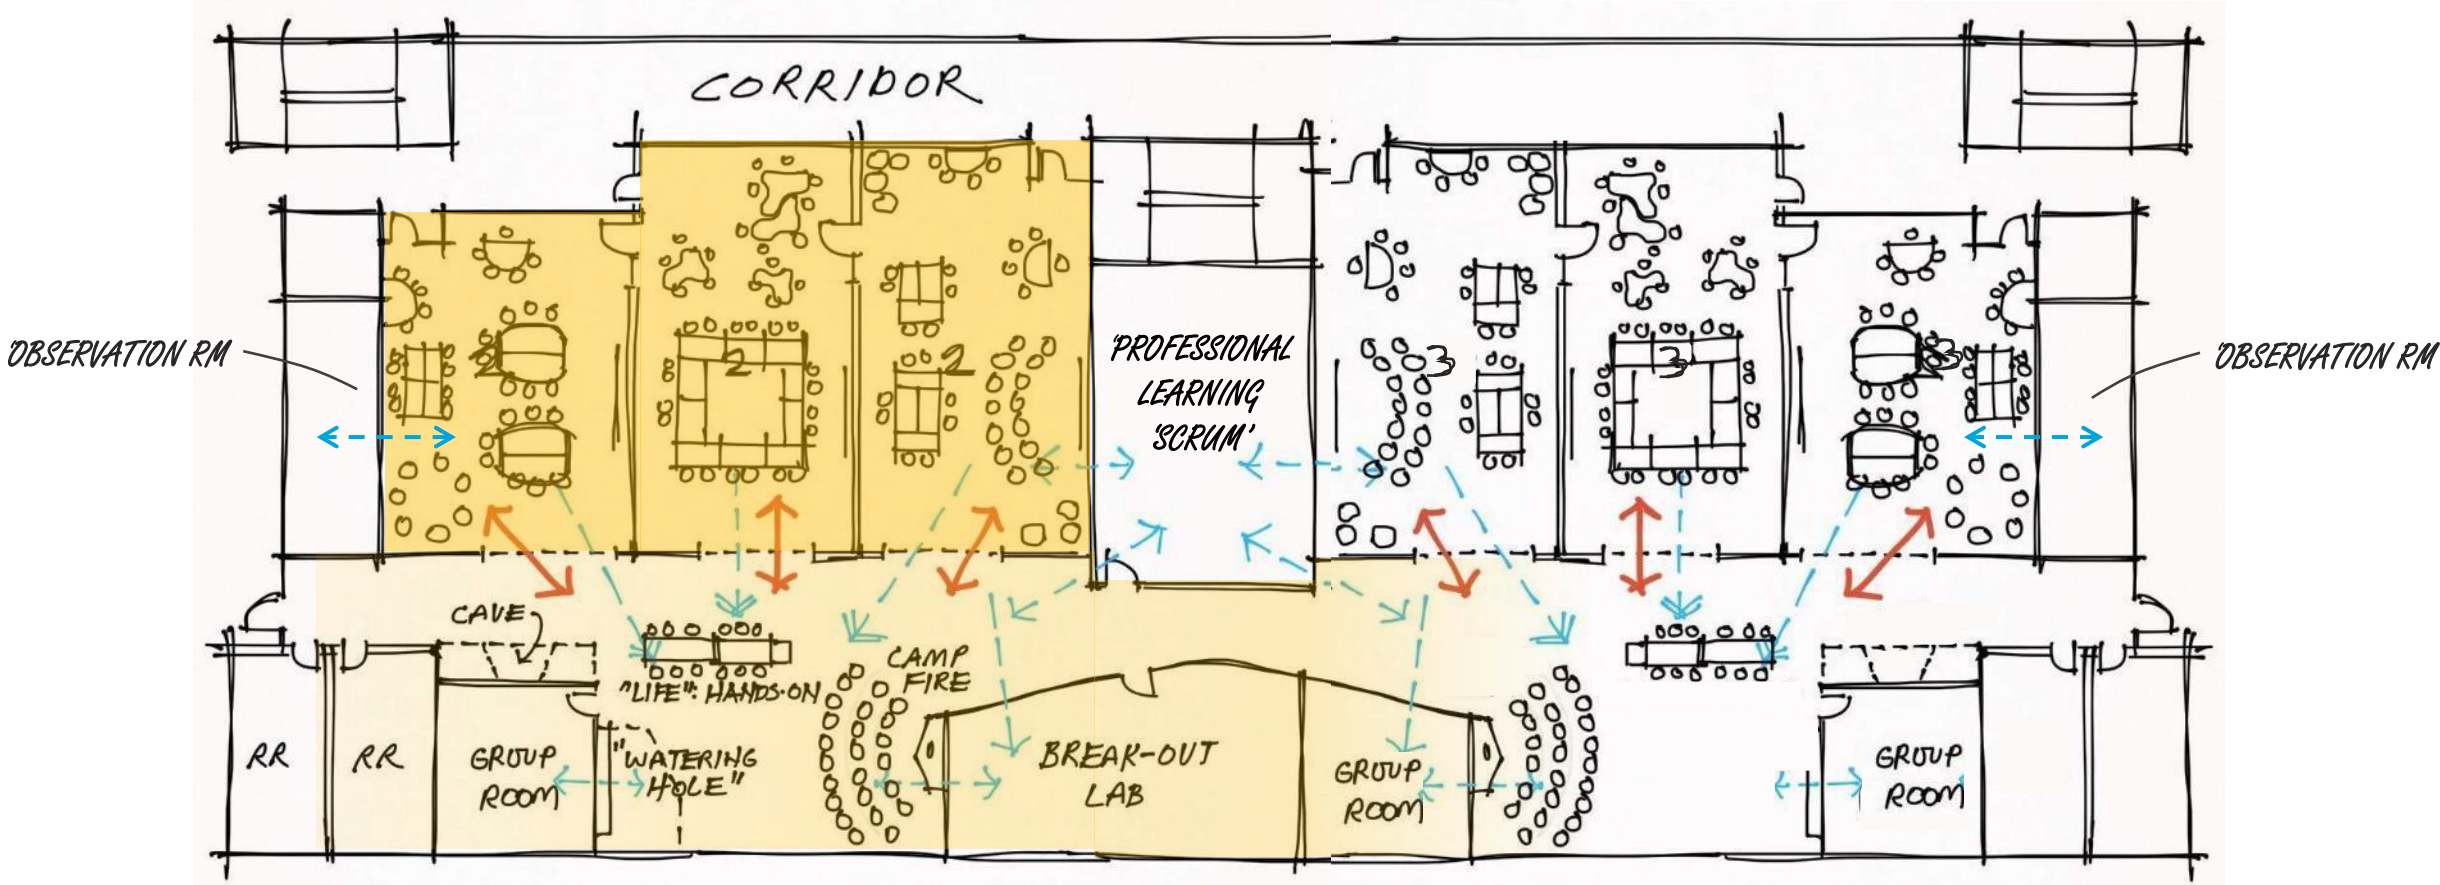 CORRIDOR
'OBSERVATION RM
'PROFESSIONAL
LEARNING
'SCRUM'
'OBSERVATION RM
2
2
2
3
3
3
CAVE
"LIFE": HANDS-ON
CAMP
FIRE
RR
RR
GROUP
ROOM
"WATERING
HOLE"
BREAK-OUT
LAB
GROUP
ROOM
GROUP
ROOM